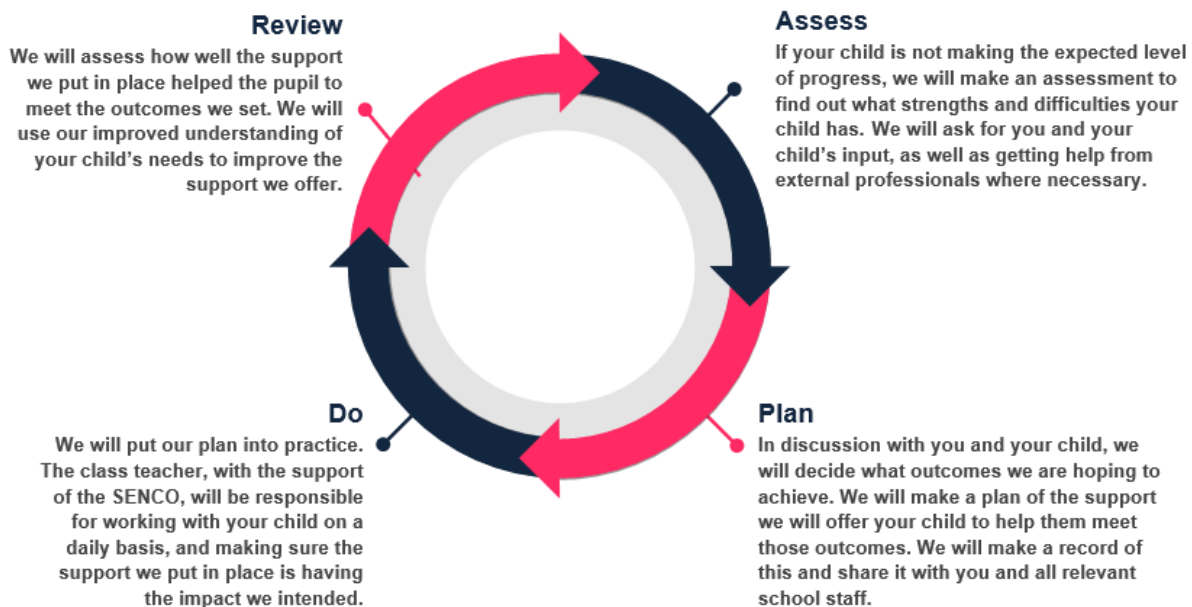 Assess
If your child is not making the expected level
of progress, we will make an assessment to
find out what strengths and difficulties your
child has. We will ask for you and your
child's input, as well as getting help from
external professionals where necessary.
Plan
In discussion with you and your child, we
will decide what outcomes we are hoping to
achieve. We will make a plan of the support
we will offer your child to help them meet
those outcomes. We will make a record of
this and share it with you and all relevant
school staff.
Do
We will put our plan into practice.
The class teacher, with the support
of the SENCO, will be responsible
for working with your child on a
daily basis, and making sure the
support we put in place is having
the impact we intended.
Review
We will assess how well the support
we put in place helped the pupil to
meet the outcomes we set. We will
use our improved understanding of
your child's needs to improve the
support we offer.